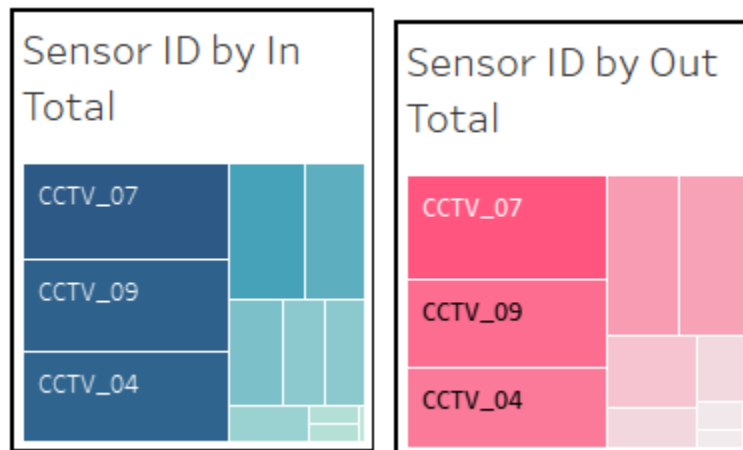 Sensor ID by In
Total
CCTV_07
CCTV_09
CCTV_04
Sensor ID by Out
Total
CCTV_07
CCTV_09
CCTV_04